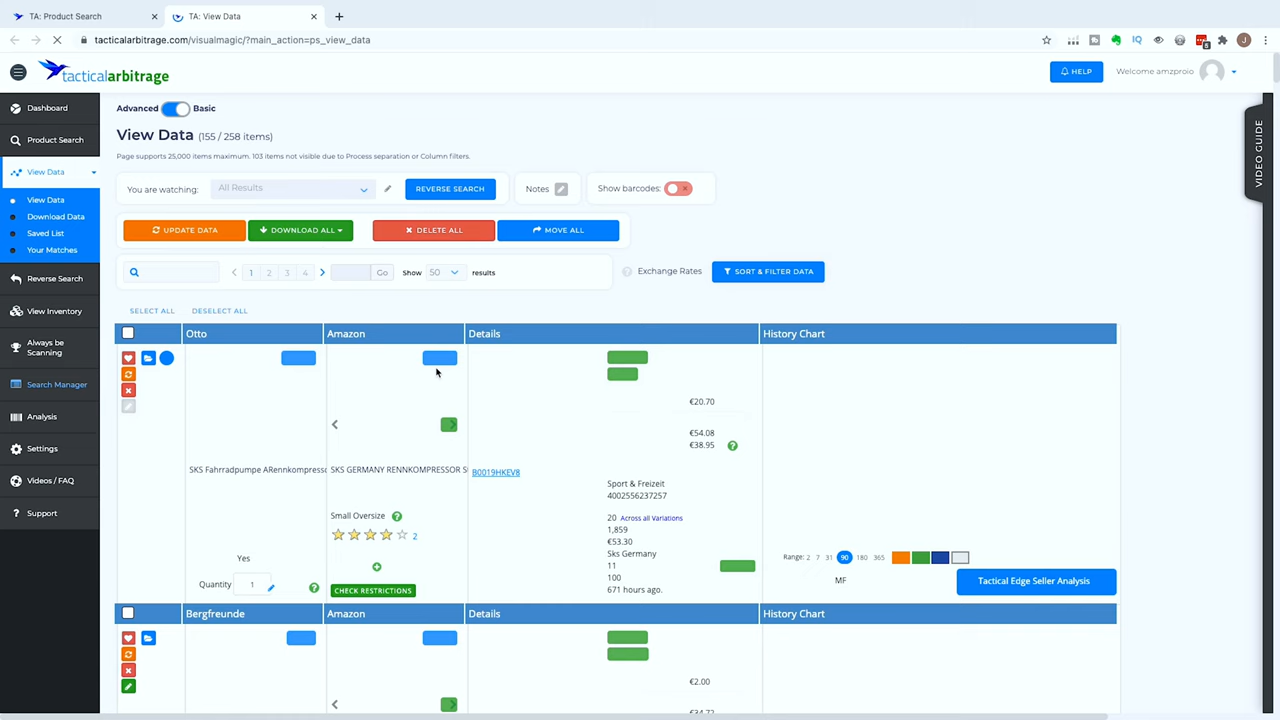 TA: Product Search
TA: View Data
tacticalarbitrage.com/visualmagic/?main_action=ps_view_data
tacticalarbitrage
HELP
Welcome amzproio
Dashboard
Product Search
View Data
View Data
Download Data
Saved List
Your Matches
Reverse Search
View Inventory
Always be
Scanning
Search Manager
Analysis
Settings
Videos / FAQ
Support
VIDEO GUIDE
Advanced Basic
View Data (155 / 258 items)
Page supports 25,000 items maximum. 103 items not visible due to Process separation or Column filters.
You are watching: All Results REVERSE SEARCH Notes Show barcodes:
UPDATE DATA DOWNLOAD ALL DELETE ALL MOVE ALL
1 2 3 4 Go Show 50 results Exchange Rates SORT & FILTER DATA
SELECT ALL DESELECT ALL
Otto Amazon Details History Chart
€20.70
€54.08
€38.95
SKS Fahrradpumpe ARennkompress
SKS GERMANY RENNKOMPRESSOR S
B0019HKEV8
Sport & Freizeit
4002556237257
20 Across all Variations
1,859
€53.30
Sks Germany
11
100
671 hours ago.
Small Oversize
2
Yes
Quantity 1
CHECK RESTRICTIONS
Range: 2 7 31 90 180 365
MF
Tactical Edge Seller Analysis
Bergfreunde Amazon Details History Chart
€2.00
€34.72